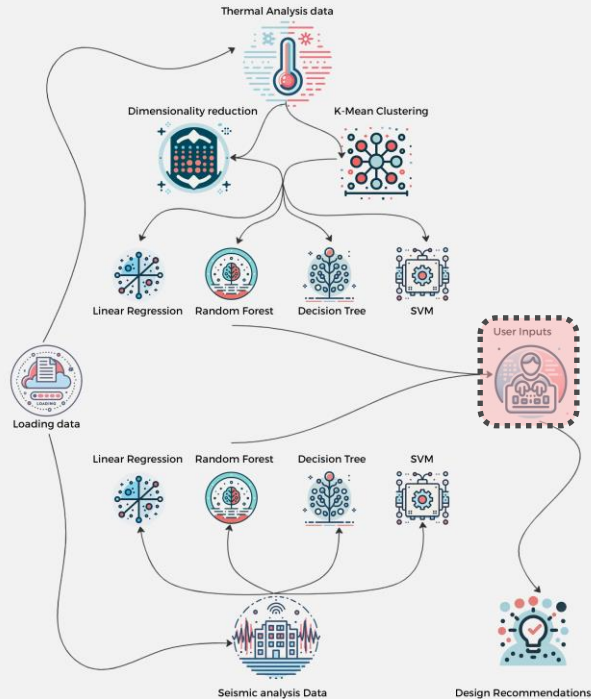 Thermal Analysis data
Dimensionality reduction
K-Mean Clustering
Linear Regression
Random Forest
Decision Tree
SVM
User Inputs
LOADING
Loading data
Linear Regression
Random Forest
Decision Tree
SVM
Seismic analysis Data
Design Recommendations